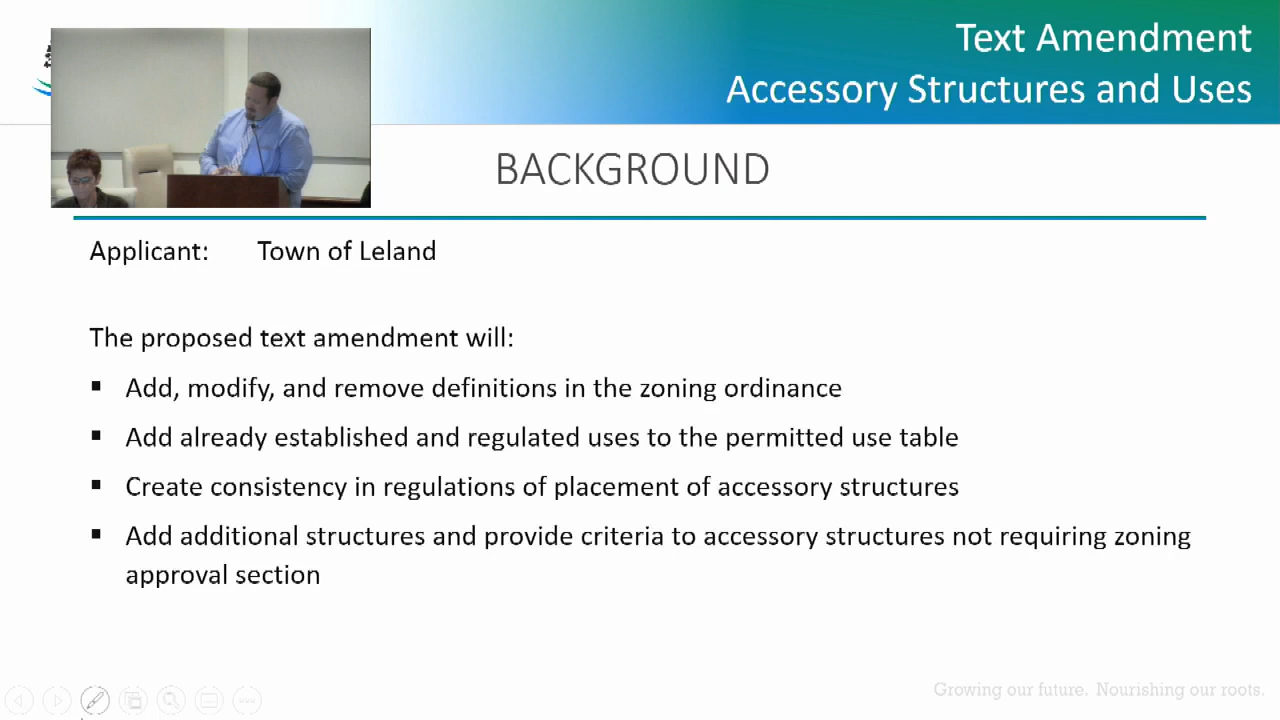 Text Amendment
Accessory Structures and Uses
BACKGROUND
Applicant: Town of Leland
The proposed text amendment will:
▪ Add, modify, and remove definitions in the zoning ordinance
▪ Add already established and regulated uses to the permitted use table
▪ Create consistency in regulations of placement of accessory structures
▪ Add additional structures and provide criteria to accessory structures not requiring zoning
approval section
Growing our future. Nourishing our roots.